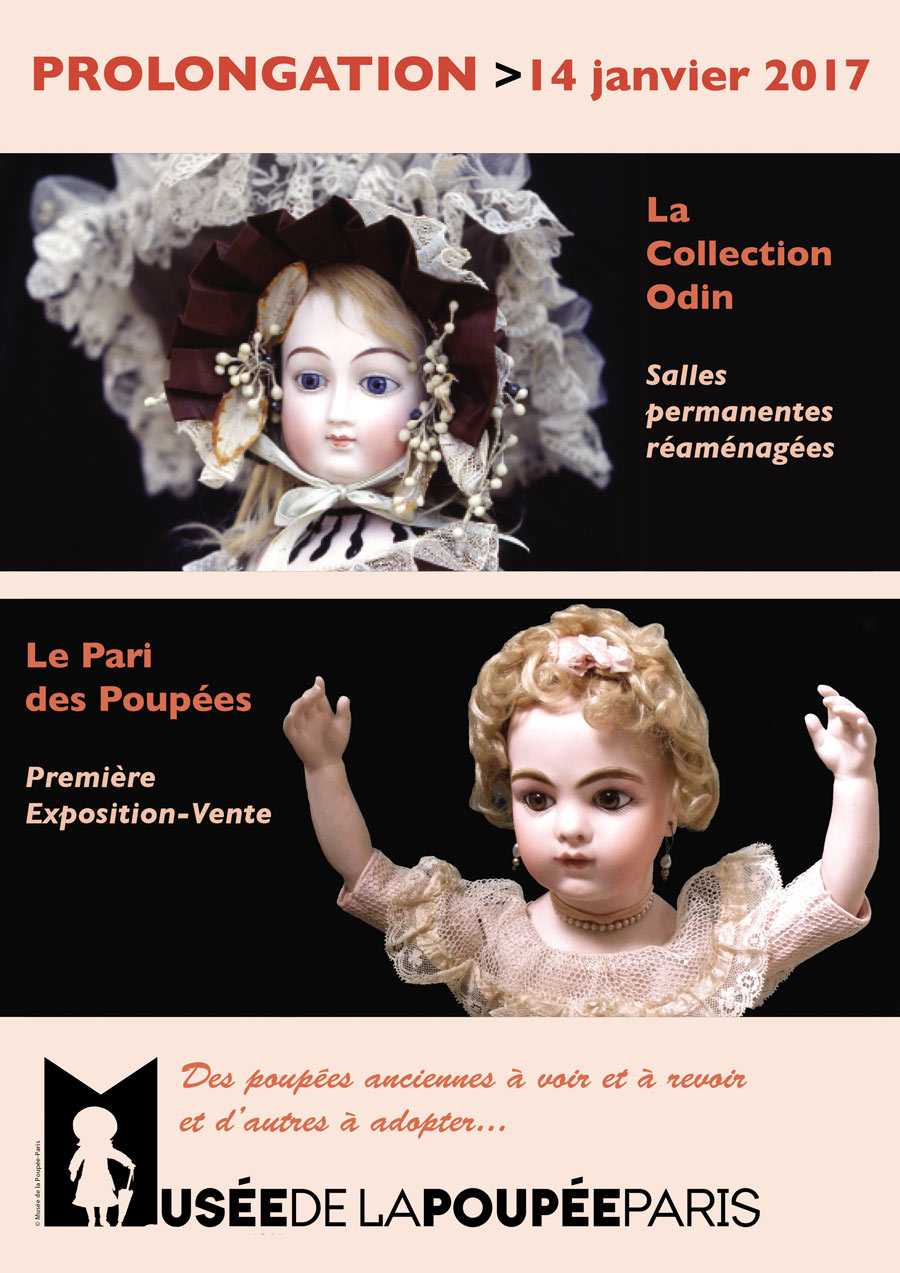 PROLONGATION >14 janvier 2017
La
Collection
Odin
Salles
permanentes
réaménagées
Le Pari
des Poupées
Première
Exposition-Vente
Des poupées anciennes à voir et à revoir
et d'autres à adopter...
© Musée de la Poupée-Paris
MUSÉEDE LAPOUPÉEPARIS